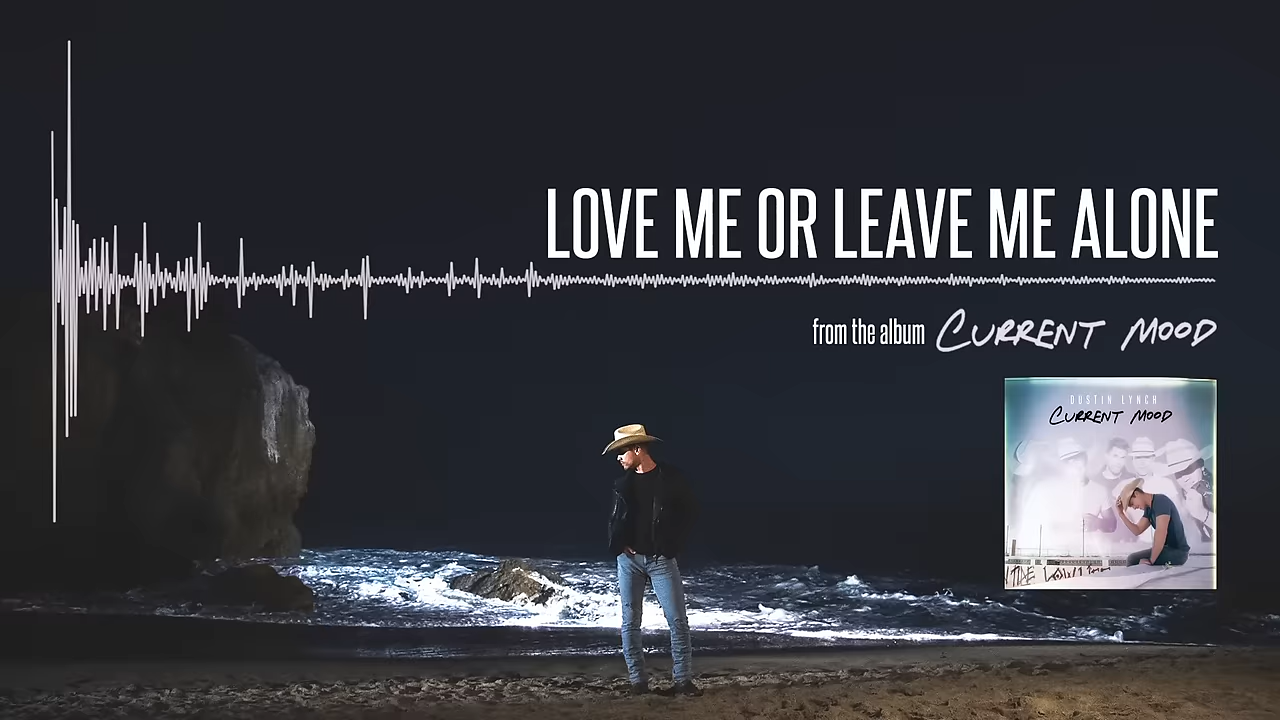 LOVE ME OR LEAVE ME ALONE
from the album CURRENT MOOD
DUSTIN LYNCH
CURRENT MOOD